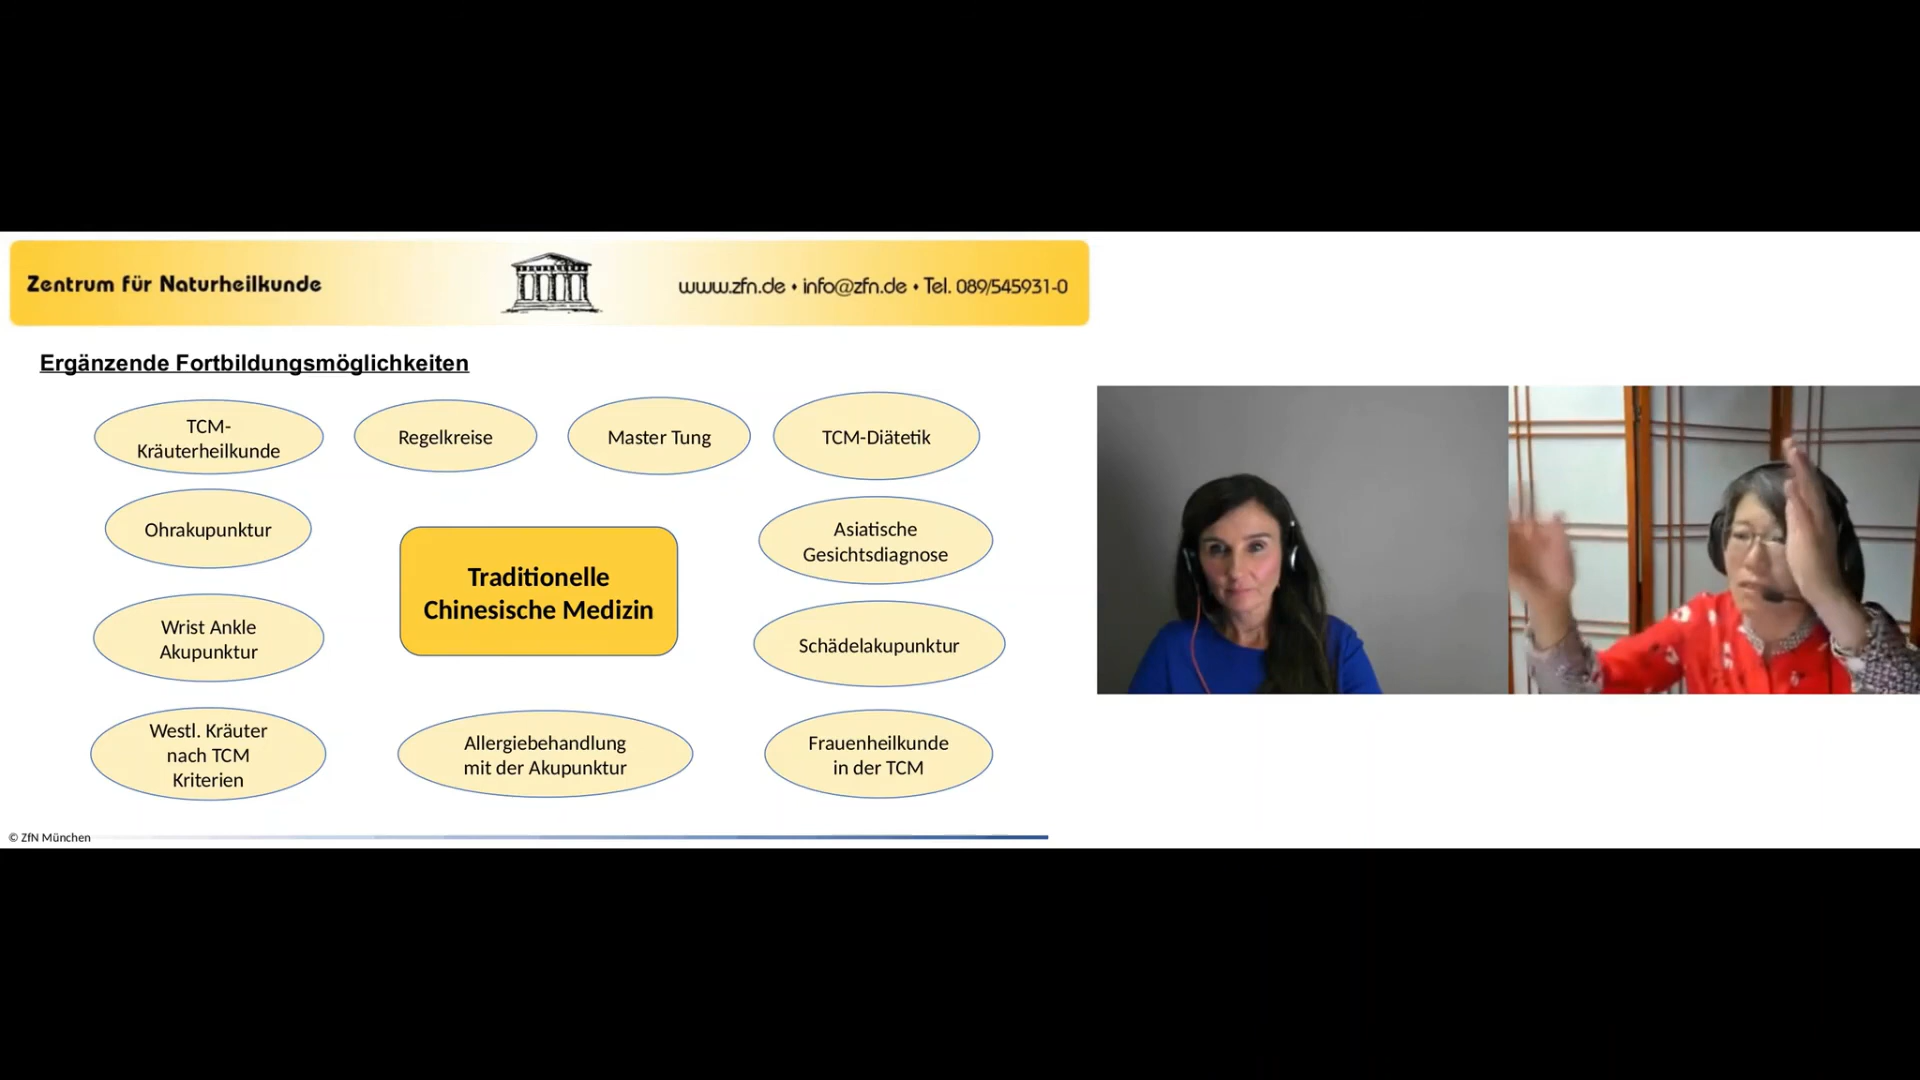 Zentrum für Naturheilkunde
www.zfn.de • info@zfn.de • Tel. 089/545931-0
Ergänzende Fortbildungsmöglichkeiten
TCM-
Kräuterheilkunde
Regelkreise
Master Tung
TCM-Diätetik
Ohrakupunktur
Asiatische
Gesichtsdiagnose
Traditionelle
Chinesische Medizin
Wrist Ankle
Akupunktur
Schädelakupunktur
Westl. Kräuter
nach TCM
Kriterien
Allergiebehandlung
mit der Akupunktur
Frauenheilkunde
in der TCM
© ZfN München